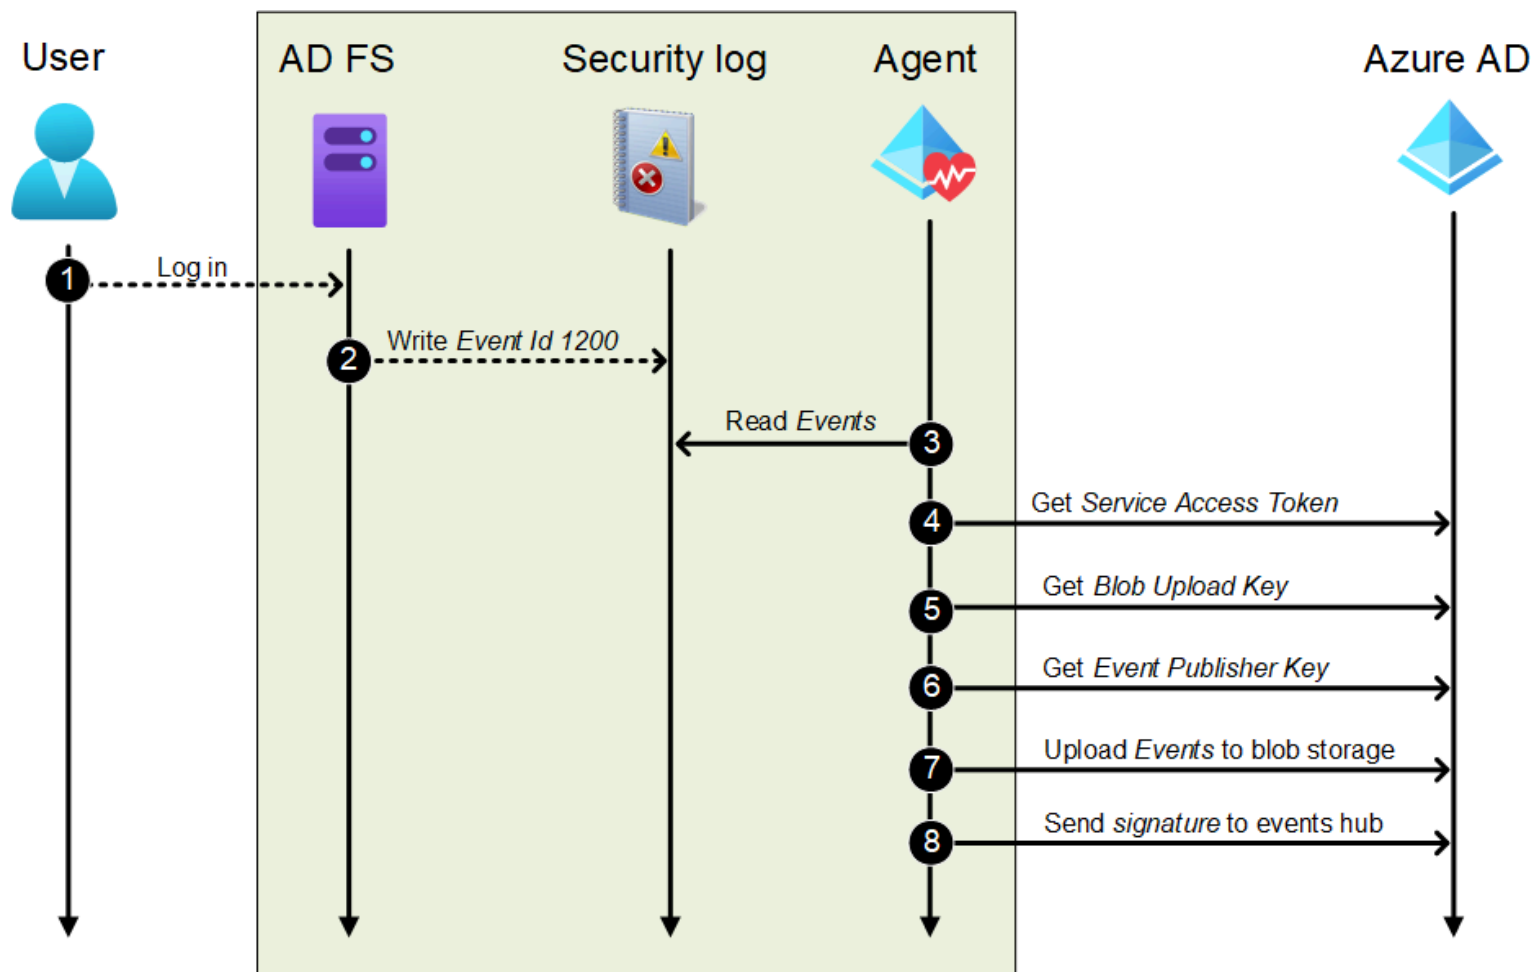 User
AD FS
Security log
Agent
Azure AD
1
Log in
2
Write Event Id 1200
Read Events
3
4
Get Service Access Token
5
Get Blob Upload Key
6
Get Event Publisher Key
7
Upload Events to blob storage
8
Send signature to events hub